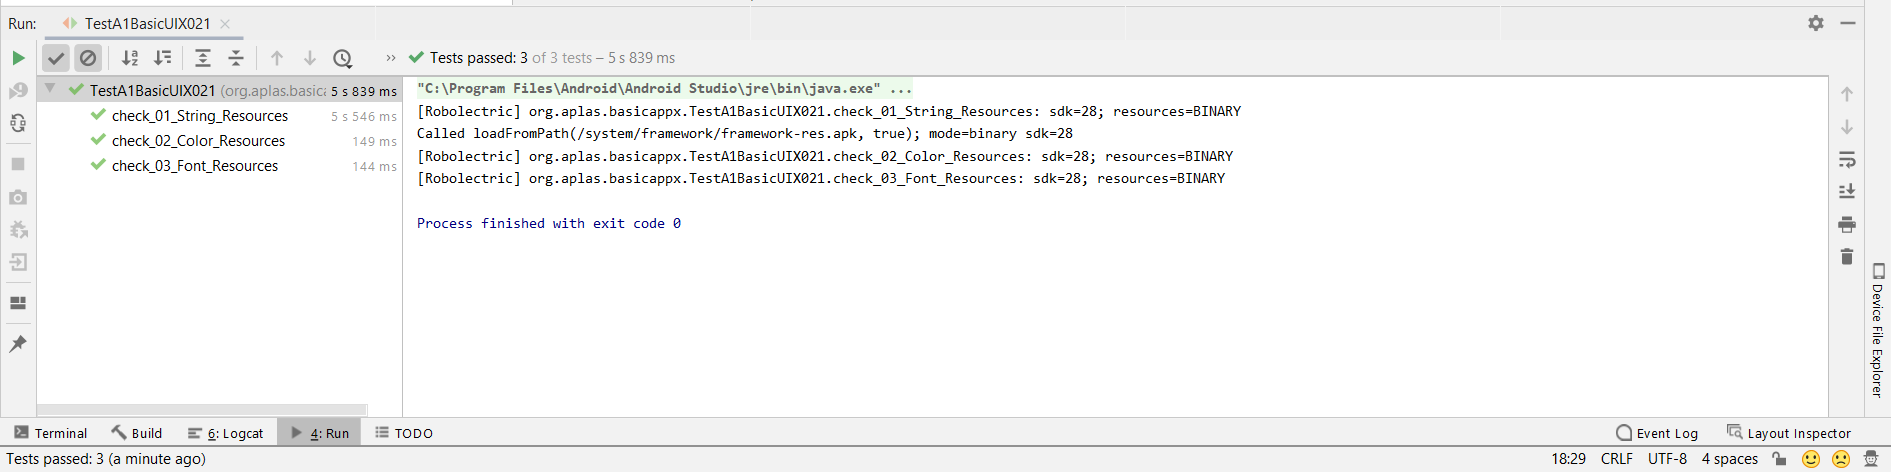 Run: TestA1BasicUIX021
Tests passed: 3 of 3 tests – 5 s 839 ms
TestA1BasicUIX021 (org.aplas.basica 5 s 839 ms
check_01_String_Resources 5 s 546 ms
check_02_Color_Resources 149 ms
check_03_Font_Resources 144 ms
"C:\Program Files\Android\Android Studio\jre\bin\java.exe" ...
[Robolectric] org.aplas.basicappx.TestA1BasicUIX021.check_01_String_Resources: sdk=28; resources=BINARY
Called loadFromPath(/system/framework/framework-res.apk, true); mode=binary sdk=28
[Robolectric] org.aplas.basicappx.TestA1BasicUIX021.check_02_Color_Resources: sdk=28; resources=BINARY
[Robolectric] org.aplas.basicappx.TestA1BasicUIX021.check_03_Font_Resources: sdk=28; resources=BINARY
Process finished with exit code 0
Device File Explorer
Terminal Build 6: Logcat 4: Run TODO Event Log Layout Inspector
Tests passed: 3 (a minute ago) 18:29 CRLF UTF-8 4 spaces